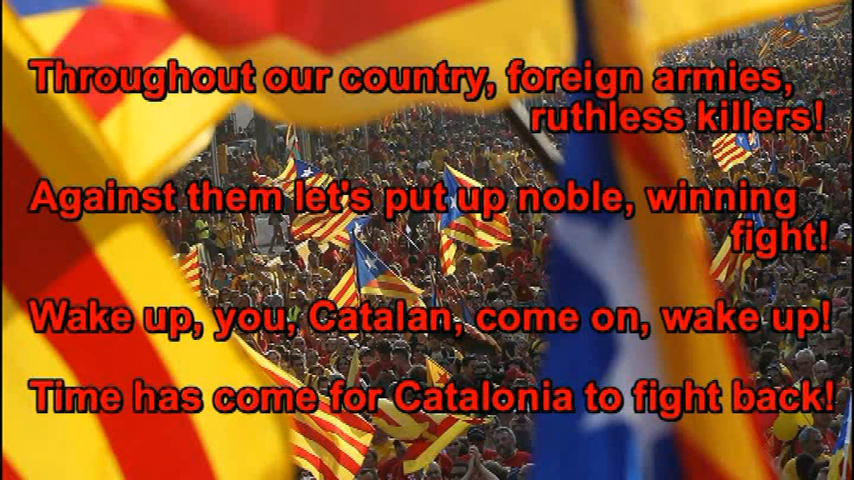 Throughout our country, foreign armies,
ruthless killers!
Against them let's put up noble, winning
fight!
Wake up, you, Catalan, come on, wake up!
Time has come for Catalonia to fight back!